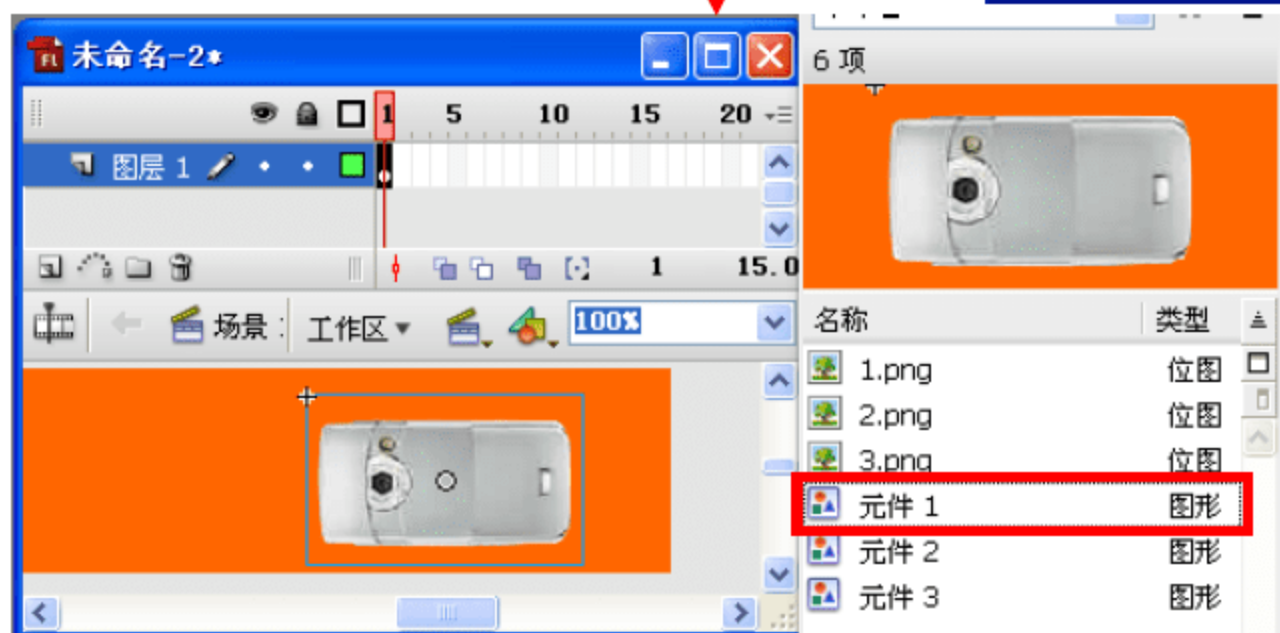 未命名-2*
1 5 10 15 20
图层 1
1 15.0
场景 工作区 100%
6 项
名称 类型
1.png 位图
2.png 位图
3.png 位图
元件 1 图形
元件 2 图形
元件 3 图形